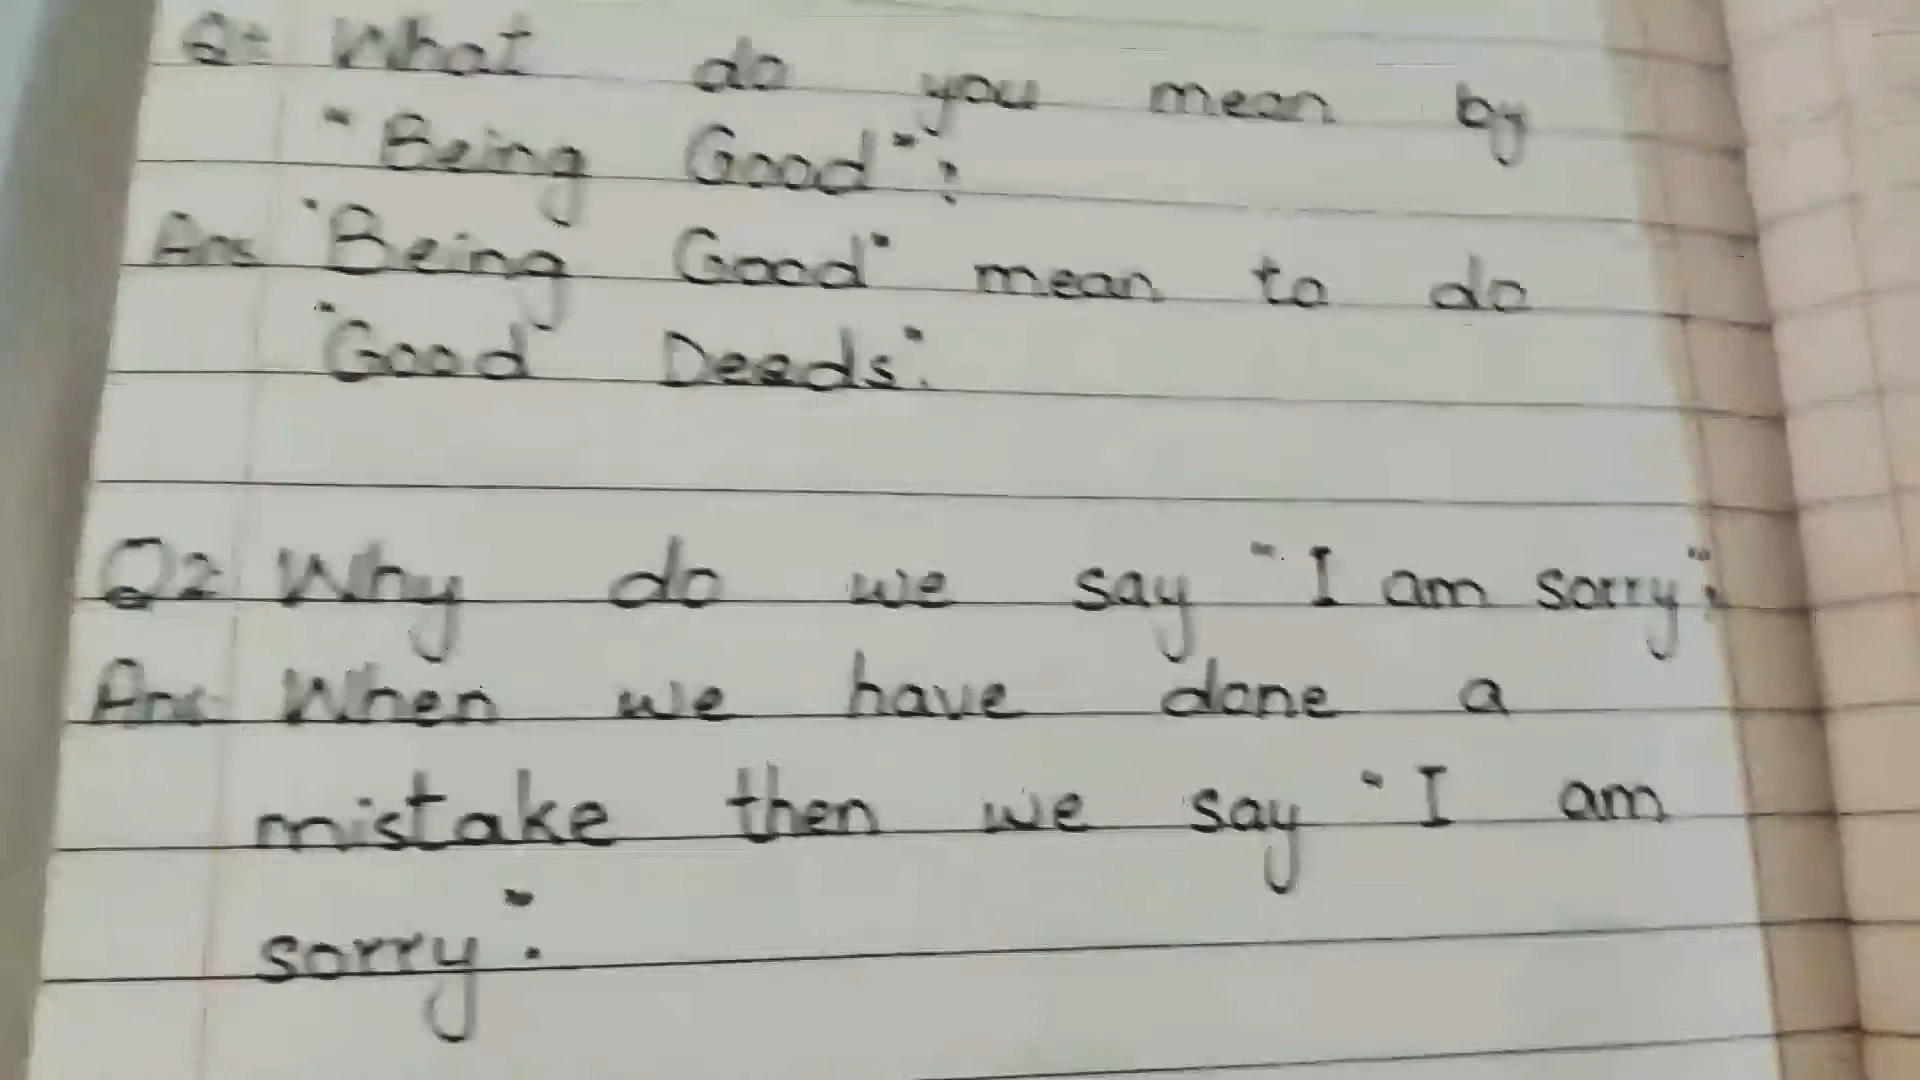 Q1 What do you mean by
"Being Good"?
Ans "Being Good" mean to do
"Good Deeds".
Q2 Why do we say "I am sorry"?
Ans When we have done a
mistake then we say "I am
sorry".